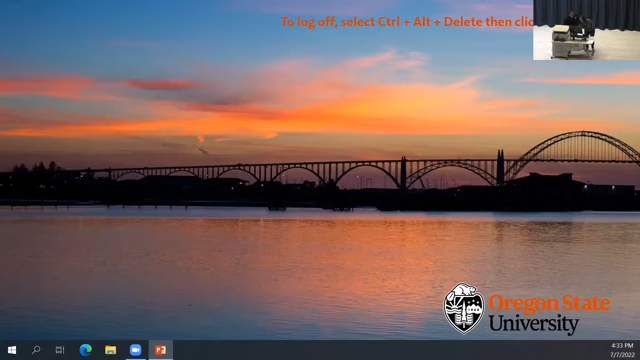 To log off, select Ctrl + Alt + Delete then clic
Oregon State
University
4:33 PM
7/7/2022